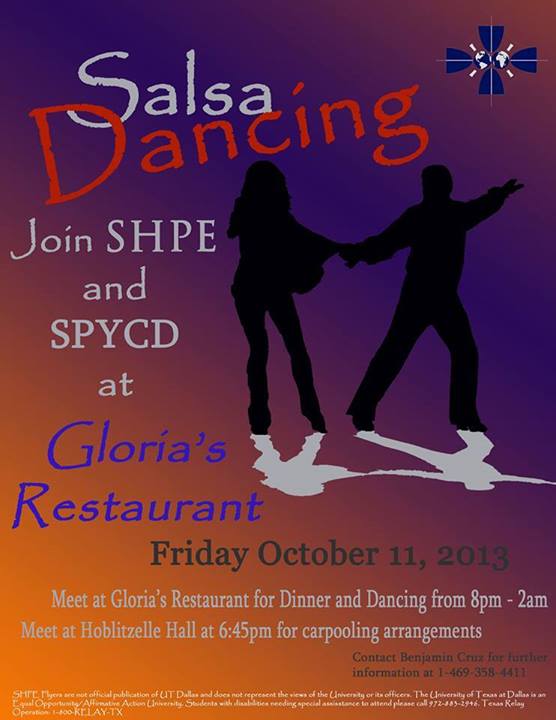 Salsa
Dancing
Join SHPE
and
SPYCD
at
Gloria's
Restaurant
Friday October 11, 2013
Meet at Gloria's Restaurant for Dinner and Dancing from 8pm - 2am
Meet at Hoblitzelle Hall at 6:45pm for carpooling arrangements
Contact Benjamin Cruz for further
information at 1-469-358-4411
SHPE Flyers are not official publication of UT Dallas and does not represent the views of the University or its officers. The University of Texas at Dallas is an
Equal Opportunity/Affirmative Action University. Students with disabilities needing special assistance to attend please call 972-883-2946. Texas Relay
Operation: 1-800-RELAY-TX